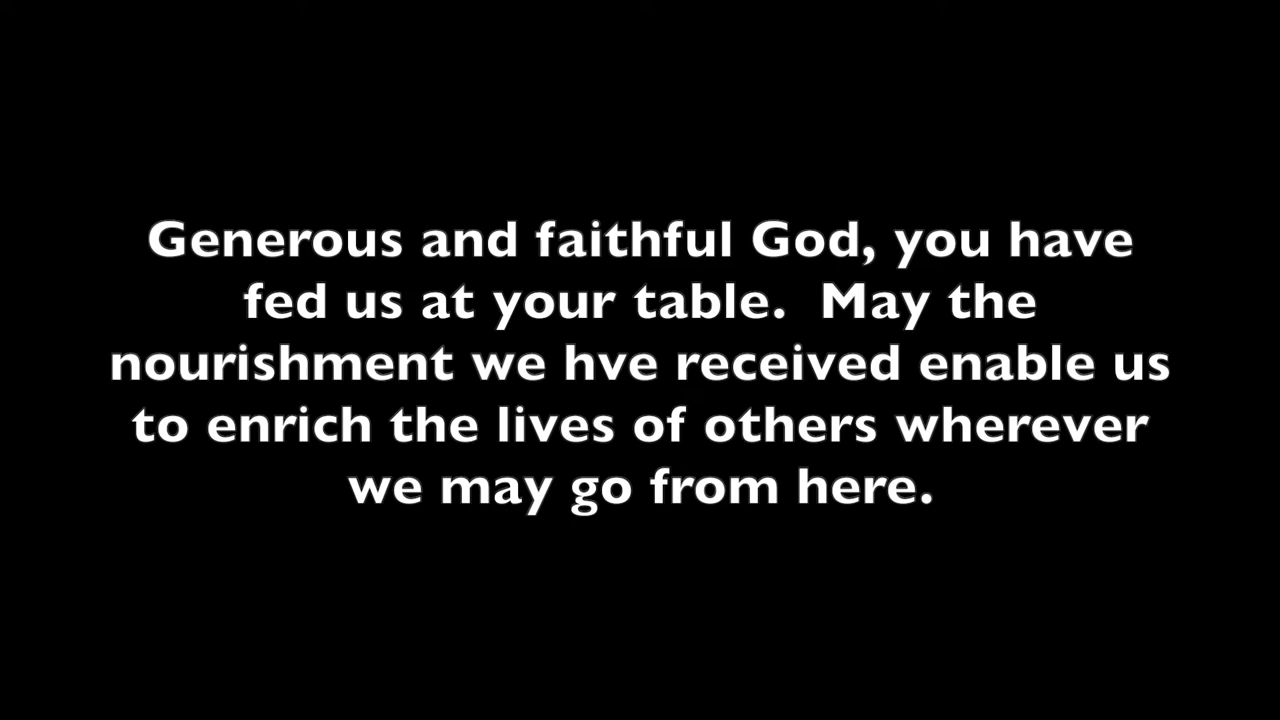 Generous and faithful God, you have
fed us at your table.  May the
nourishment we hve received enable us
to enrich the lives of others wherever
we may go from here.